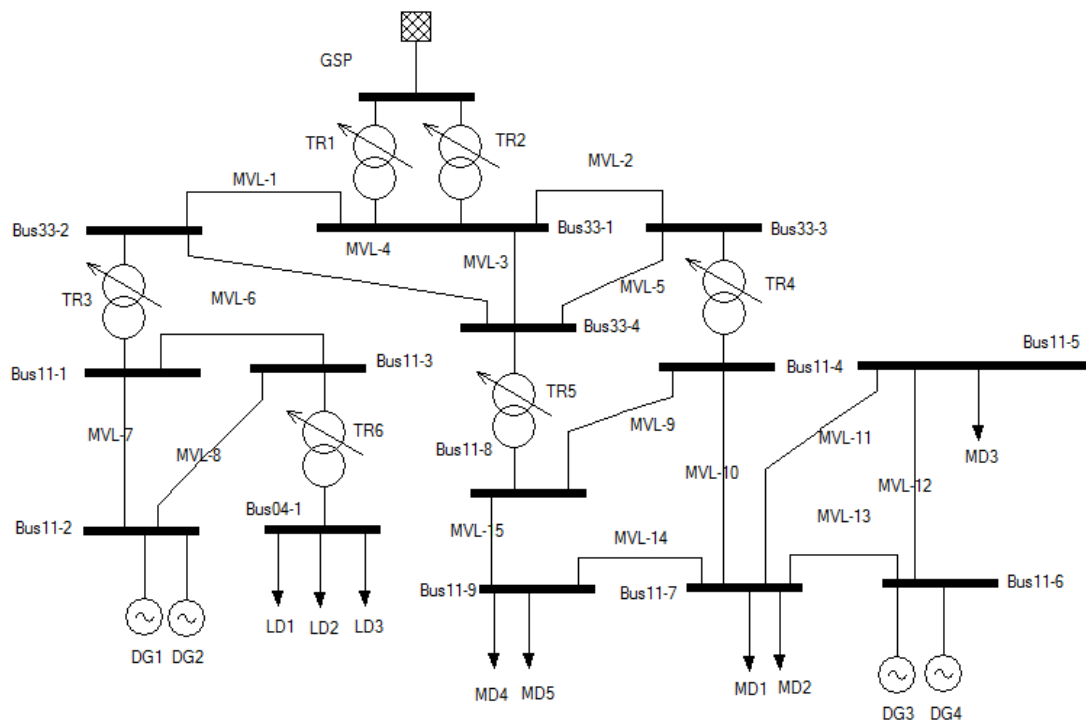 GSP
TR1
TR2
MVL-2
MVL-1
Bus33-2
MVL-4
MVL-3
Bus33-1
Bus33-3
TR3
MVL-6
MVL-5
TR4
Bus33-4
Bus11-5
Bus11-1
Bus11-3
Bus11-4
TR5
TR6
MVL-7
MVL-8
Bus11-8
MVL-9
MVL-11
MD3
MVL-10
MVL-12
Bus11-2
Bus04-1
MVL-15
MVL-13
MVL-14
Bus11-9
Bus11-7
Bus11-6
LD1
LD2
LD3
DG1
DG2
MD4
MD5
MD1
MD2
DG3
DG4